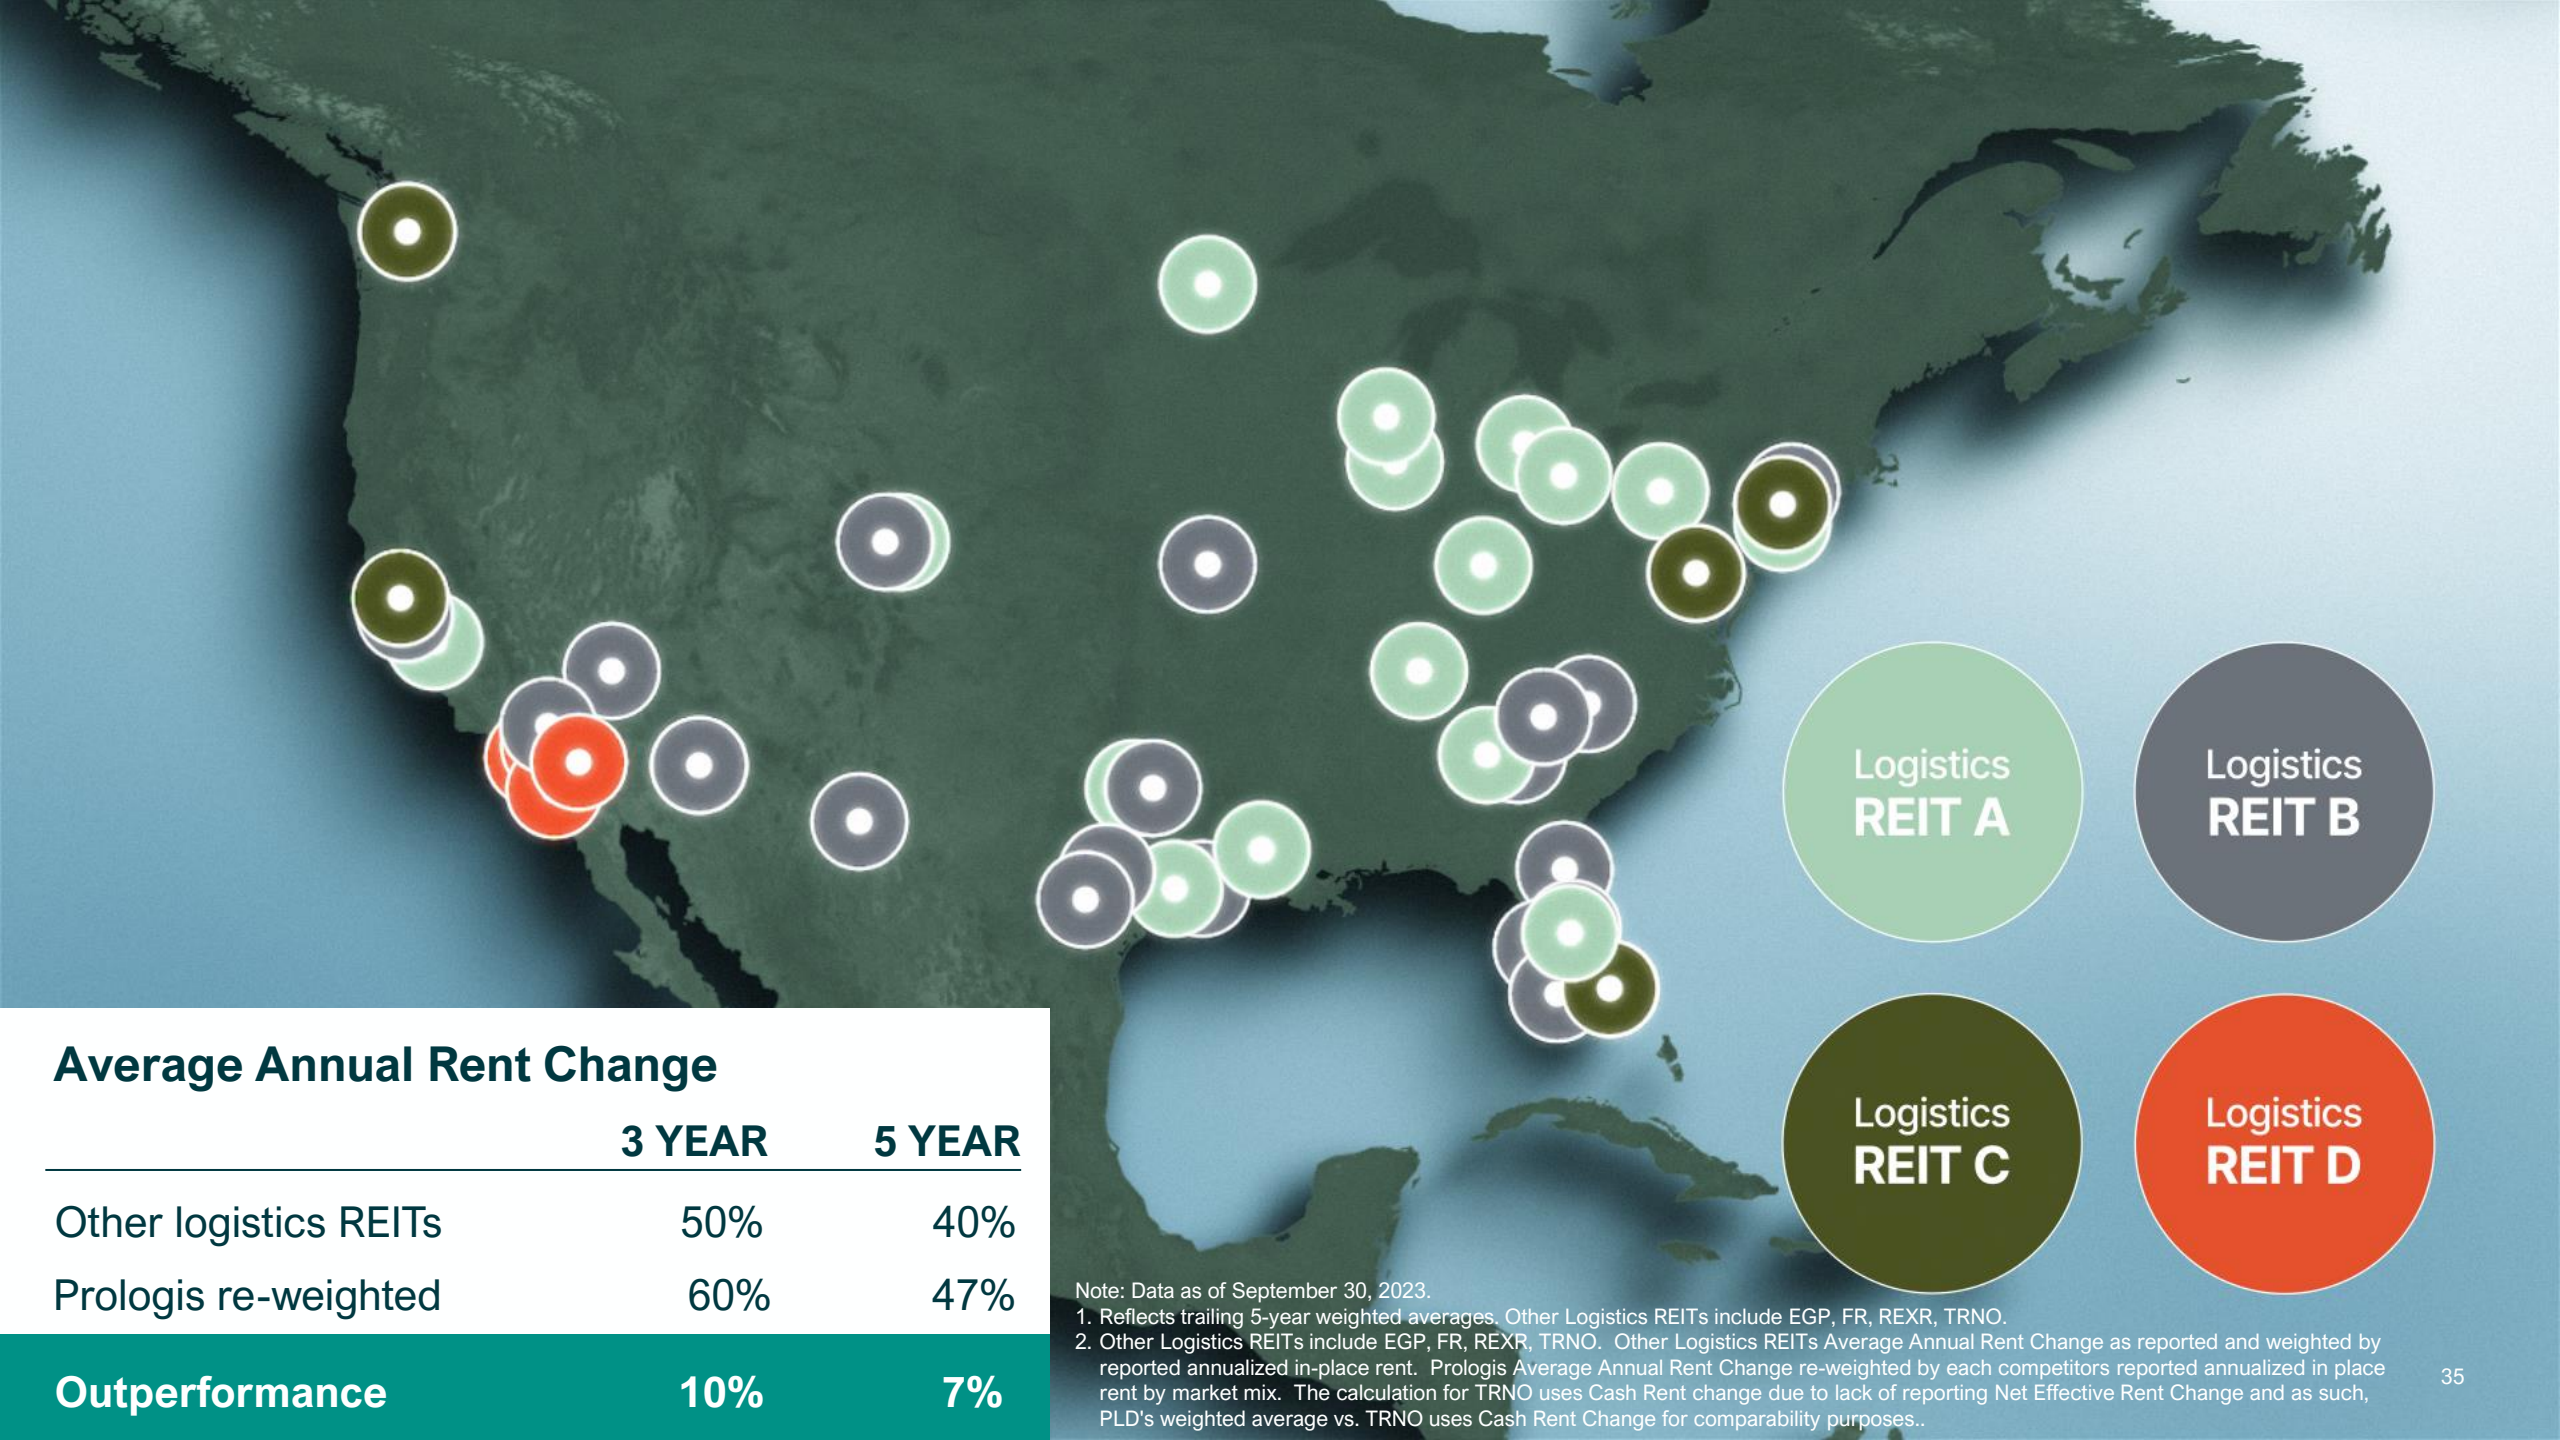 Logistics
REIT A
Logistics
REIT B
Logistics
REIT C
Logistics
REIT D
Average Annual Rent Change
3 YEAR 5 YEAR
Other logistics REITs 50% 40%
Prologis re-weighted 60% 47%
Outperformance 10% 7%
Note: Data as of September 30, 2023.
1. Reflects trailing 5-year weighted averages. Other Logistics REITs include EGP, FR, REXR, TRNO.
2. Other Logistics REITs include EGP, FR, REXR, TRNO. Other Logistics REITs Average Annual Rent Change as reported and weighted by
reported annualized in-place rent. Prologis Average Annual Rent Change re-weighted by each competitors reported annualized in place
rent by market mix. The calculation for TRNO uses Cash Rent change due to lack of reporting Net Effective Rent Change and as such,
PLD's weighted average vs. TRNO uses Cash Rent Change for comparability purposes..
35